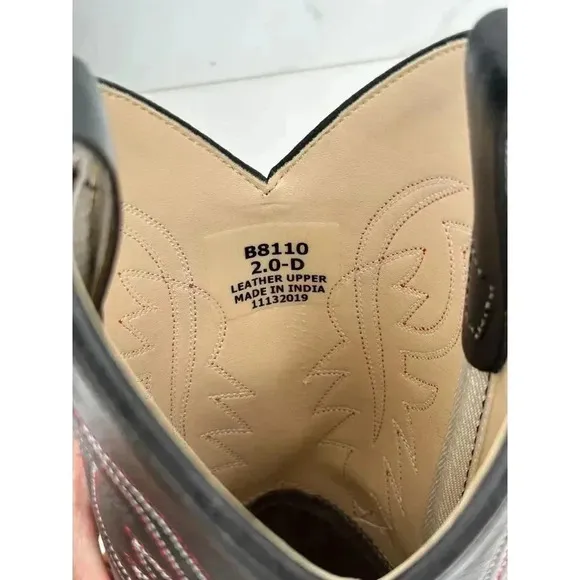 B8110
2.0-D
LEATHER UPPER
MADE IN INDIA
11132019